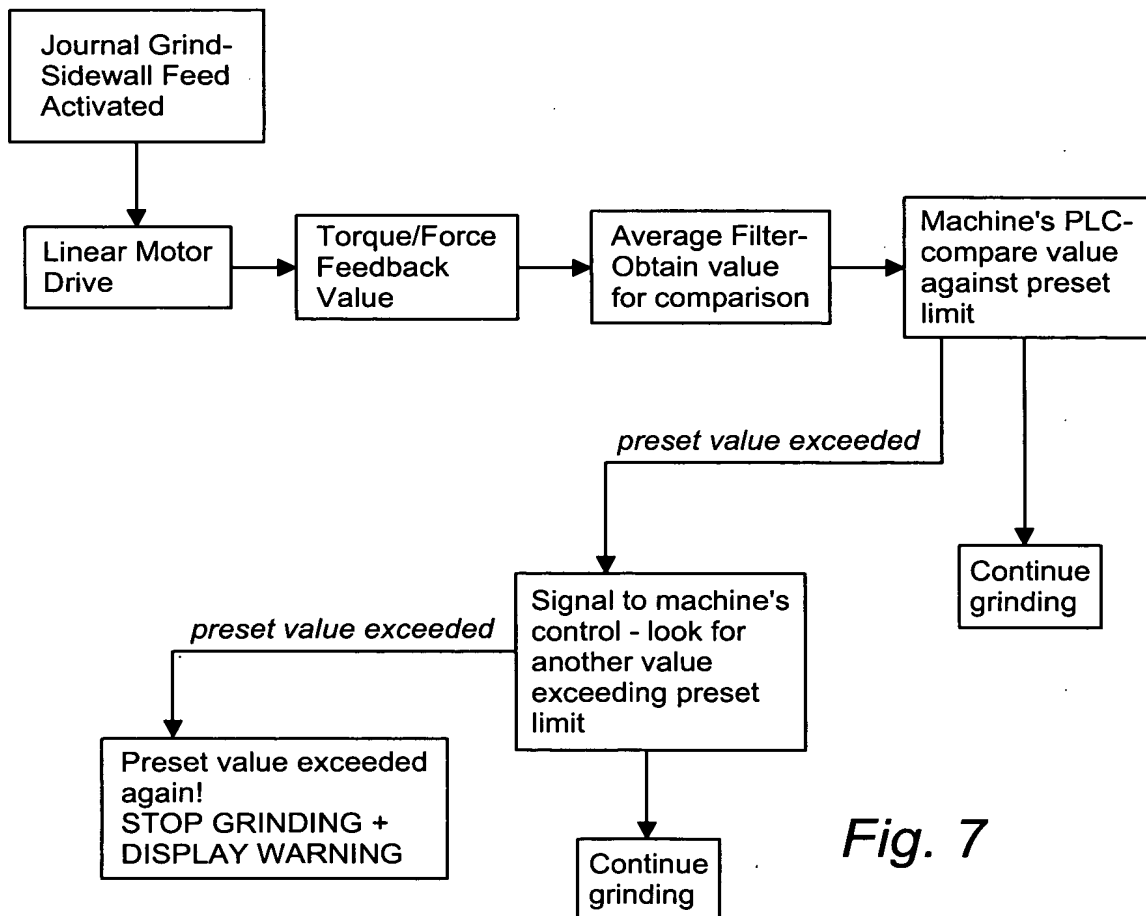 Journal Grind-
Sidewall Feed
Activated
Linear Motor
Drive
Torque/Force
Feedback
Value
Average Filter-
Obtain value
for comparison
Machine's PLC-
compare value
against preset
limit
preset value exceeded
Continue
grinding
Signal to machine's
control - look for
another value
exceeding preset
limit
preset value exceeded
Preset value exceeded
again!
STOP GRINDING +
DISPLAY WARNING
Continue
grinding
Fig. 7